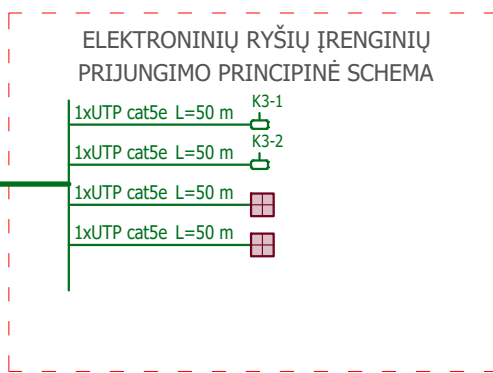 ELEKTRONINIŲ RYŠIŲ ĮRENGINIŲ
PRIJUNGIMO PRINCIPINĖ SCHEMA
1xUTP cat5e L=50 m K3-1
1xUTP cat5e L=50 m K3-2
1xUTP cat5e L=50 m
1xUTP cat5e L=50 m